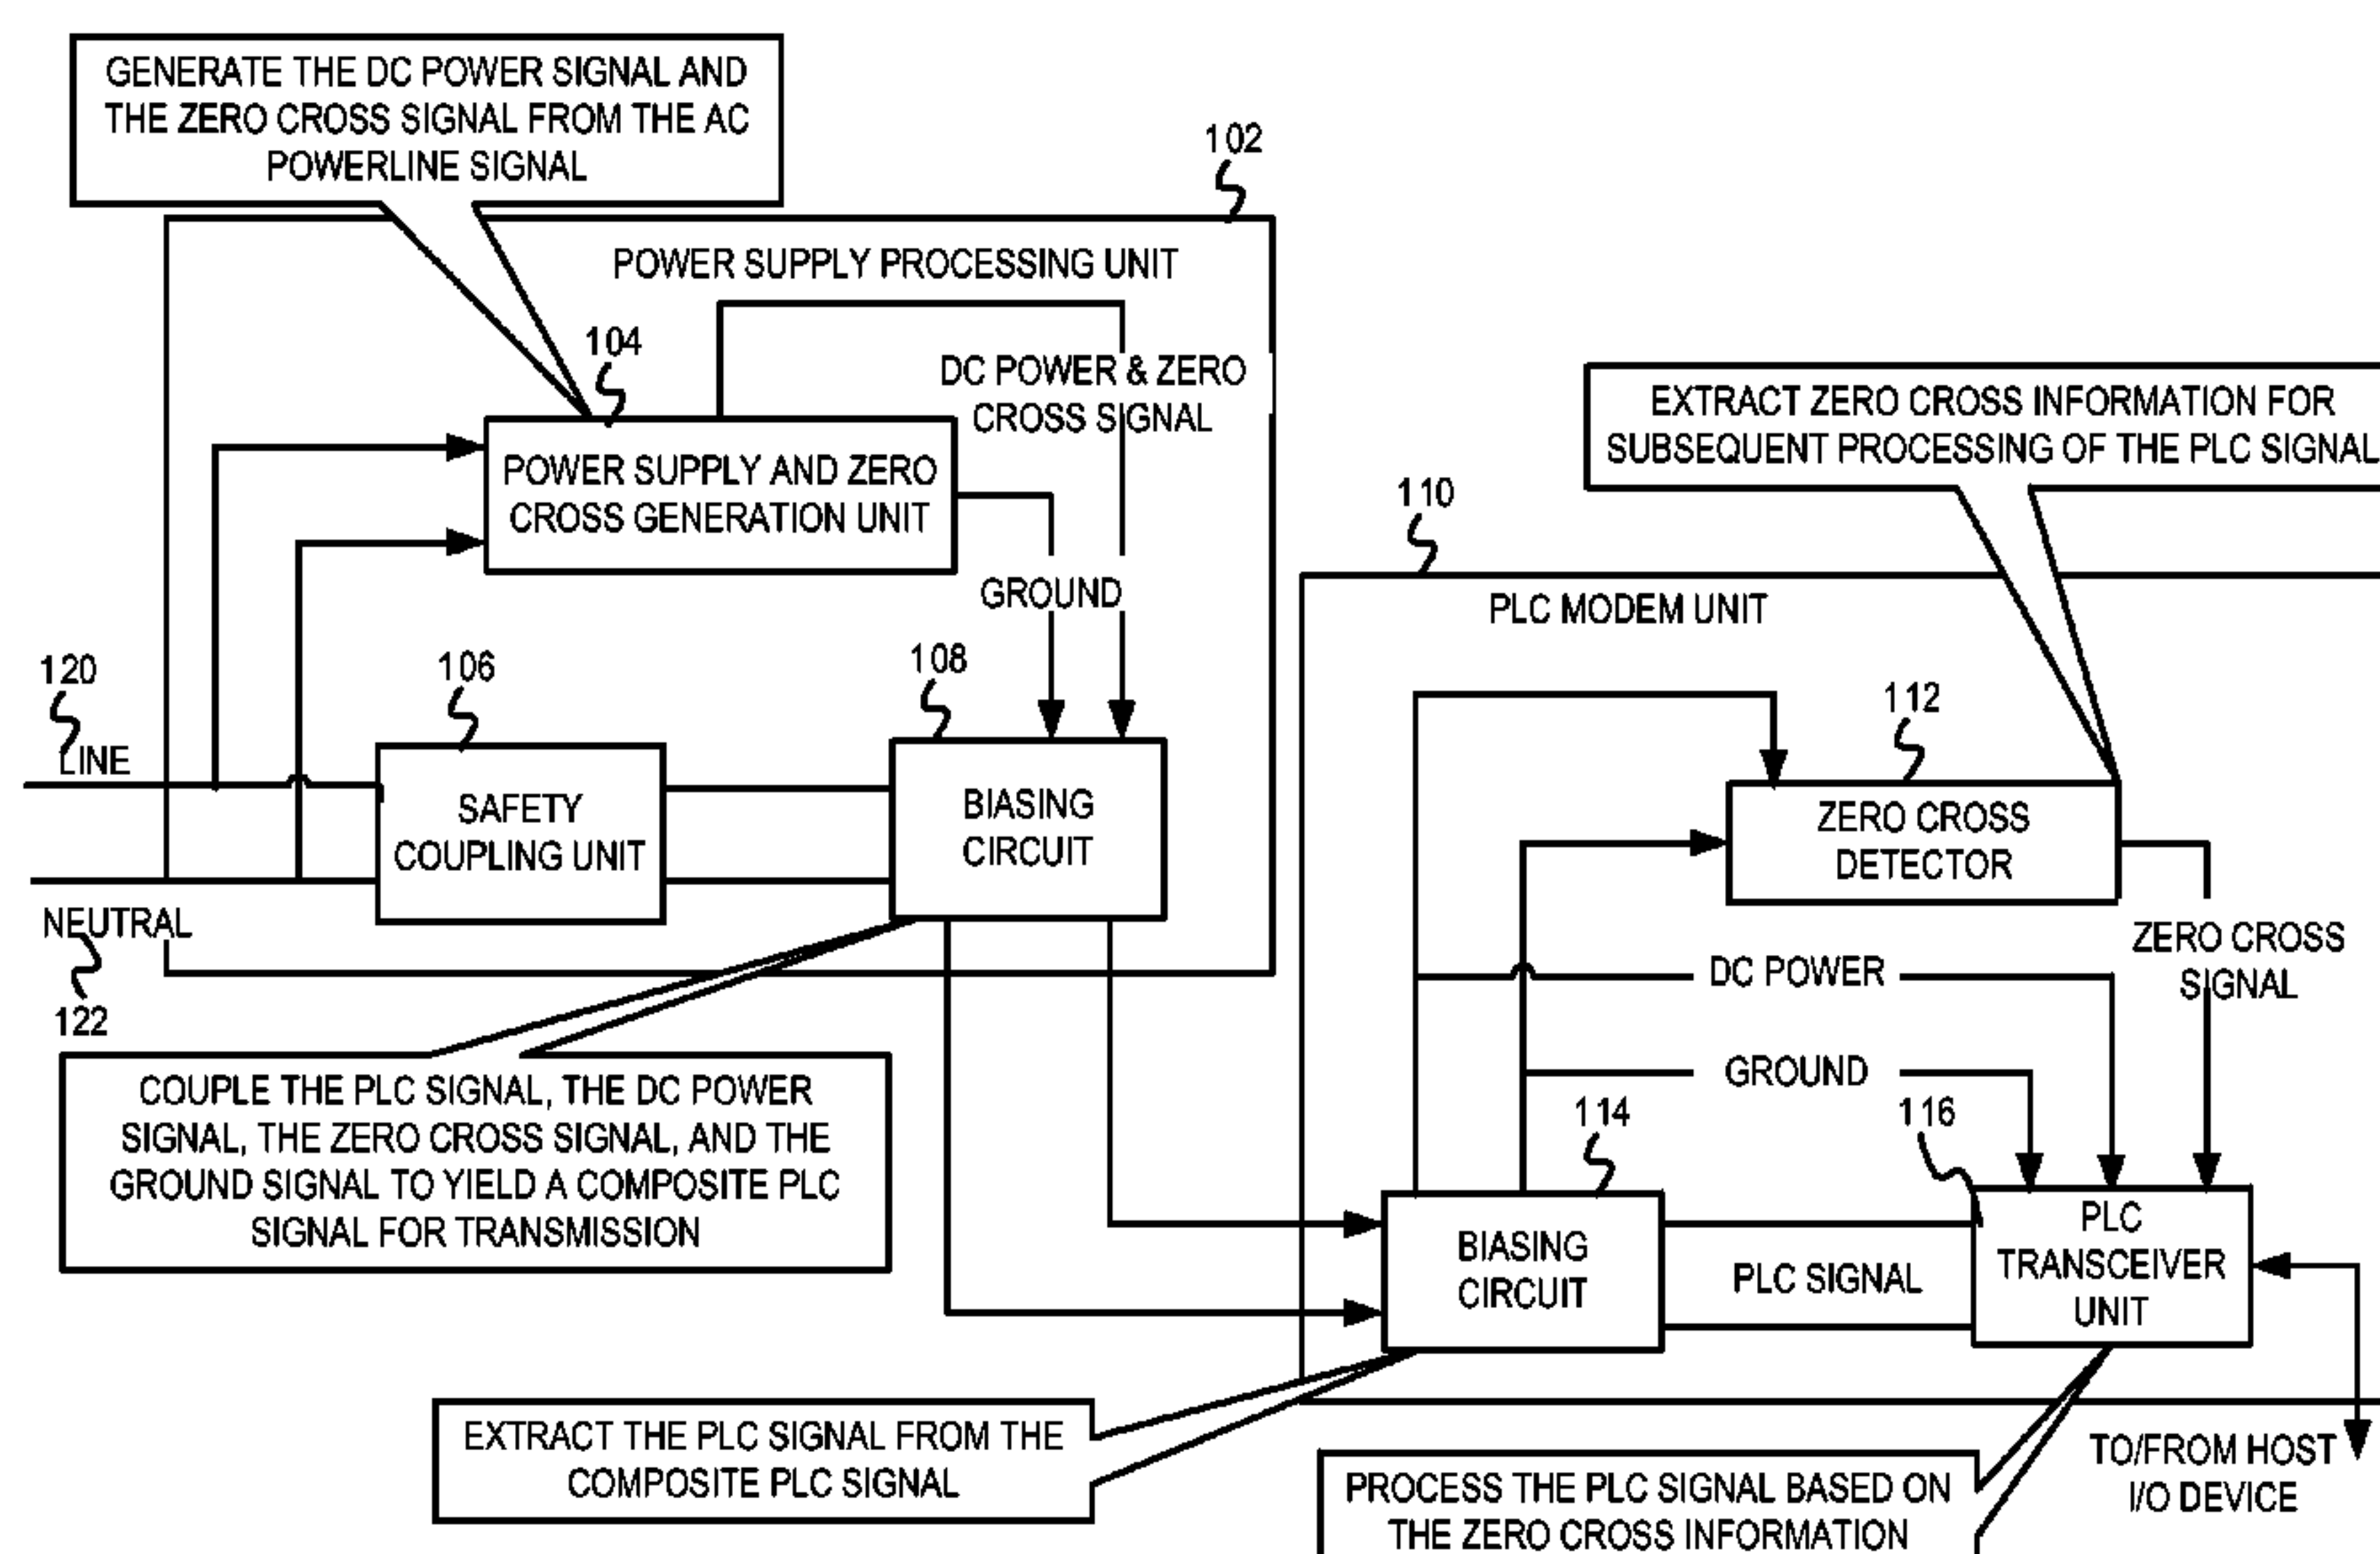 GENERATE THE DC POWER SIGNAL AND
THE ZERO CROSS SIGNAL FROM THE AC
POWERLINE SIGNAL
102
POWER SUPPLY PROCESSING UNIT
104
DC POWER & ZERO
CROSS SIGNAL
POWER SUPPLY AND ZERO
CROSS GENERATION UNIT
GROUND
120
LINE
106
SAFETY
COUPLING UNIT
108
BIASING
CIRCUIT
NEUTRAL
122
COUPLE THE PLC SIGNAL, THE DC POWER
SIGNAL, THE ZERO CROSS SIGNAL, AND THE
GROUND SIGNAL TO YIELD A COMPOSITE PLC
SIGNAL FOR TRANSMISSION
EXTRACT ZERO CROSS INFORMATION FOR
SUBSEQUENT PROCESSING OF THE PLC SIGNAL
110
PLC MODEM UNIT
112
ZERO CROSS
DETECTOR
ZERO CROSS
SIGNAL
DC POWER
GROUND
114
116
BIASING
CIRCUIT
PLC SIGNAL
PLC
TRANSCEIVER
UNIT
EXTRACT THE PLC SIGNAL FROM THE
COMPOSITE PLC SIGNAL
PROCESS THE PLC SIGNAL BASED ON
THE ZERO CROSS INFORMATION
TO/FROM HOST
I/O DEVICE